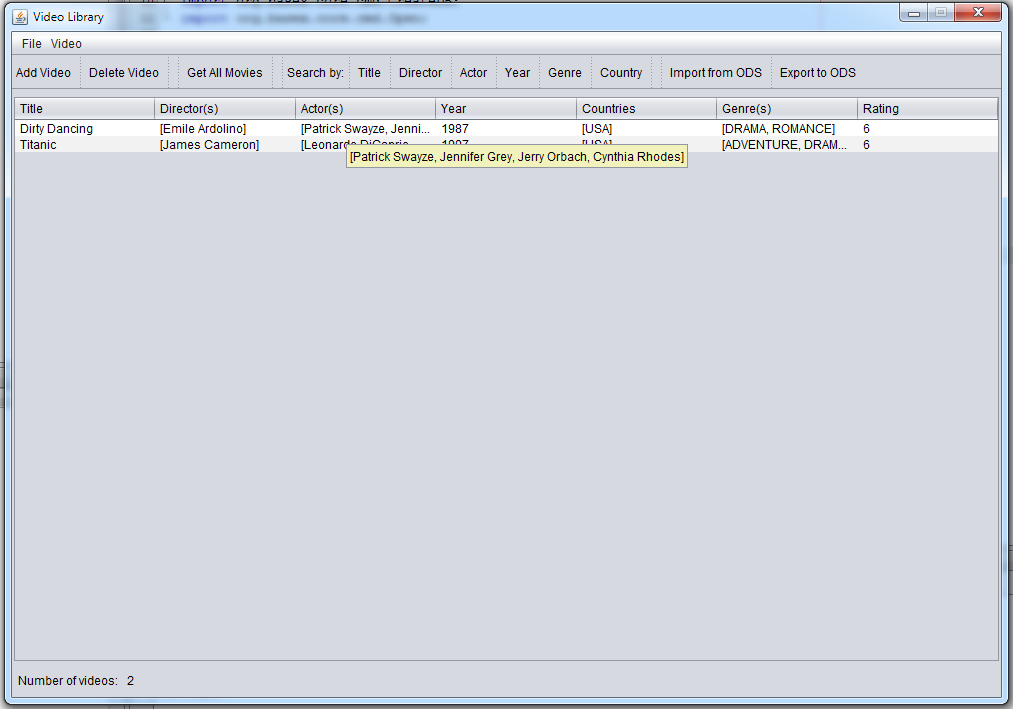 Video Library
File Video
Add Video Delete Video Get All Movies Search by: Title Director Actor Year Genre Country Import from ODS Export to ODS
Title Director(s) Actor(s) Year Countries Genre(s) Rating
Dirty Dancing [Emile Ardolino] [Patrick Swayze, Jenni... 1987 [USA] [DRAMA, ROMANCE] 6
Titanic [James Cameron] [Leonardo DiCaprio 1997 [USA] [ADVENTURE, DRAM... 6
[Patrick Swayze, Jennifer Grey, Jerry Orbach, Cynthia Rhodes]
Number of videos: 2